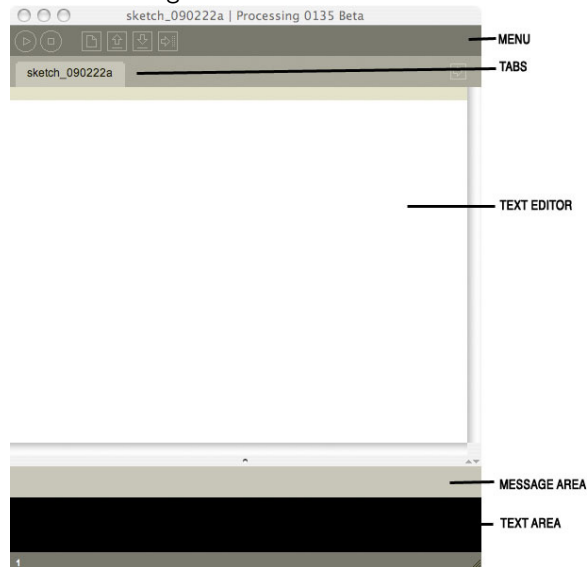 sketch_090222a | Processing 0135 Beta
MENU
TABS
sketch_090222a
TEXT EDITOR
MESSAGE AREA
TEXT AREA
1